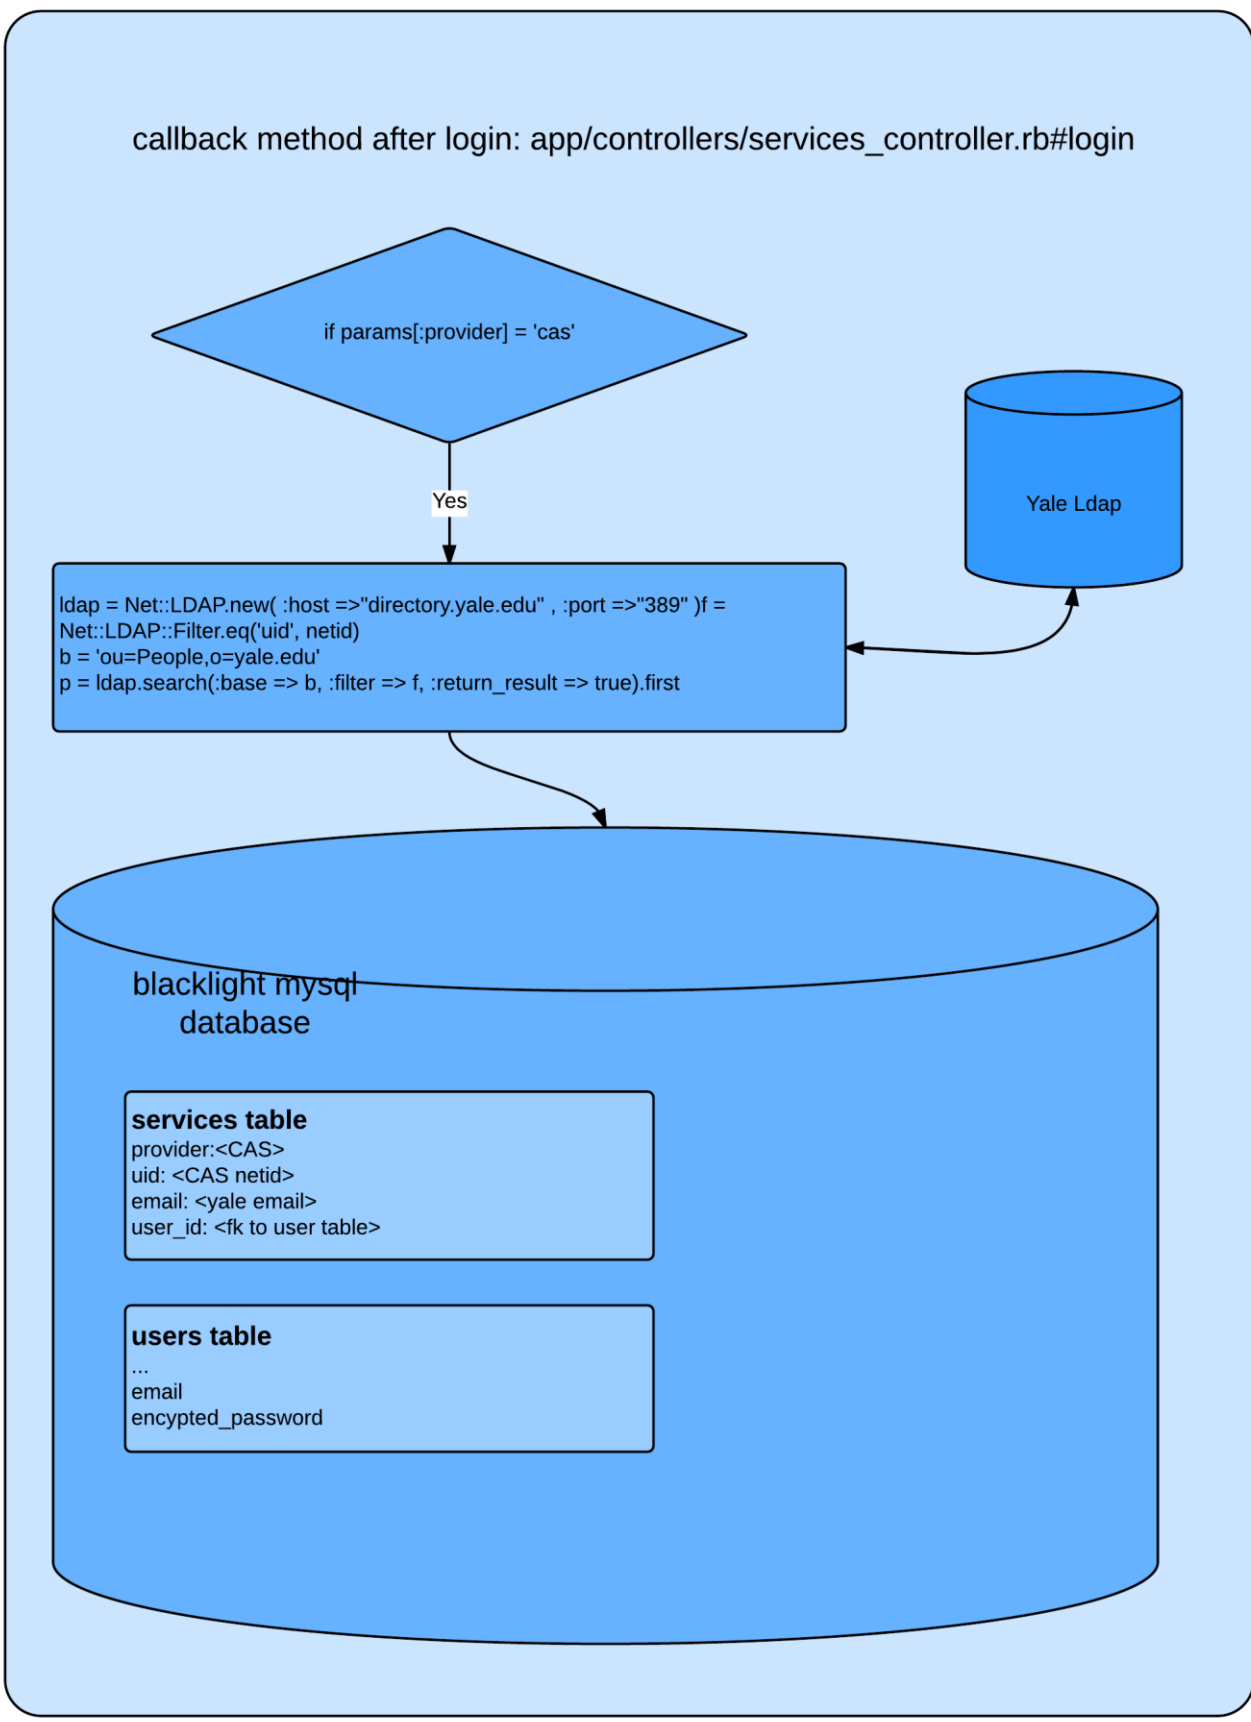 callback method after login: app/controllers/services_controller.rb#login
if params[:provider] = 'cas'
Yes
Yale Ldap
ldap = Net::LDAP.new( :host =>"directory.yale.edu" , :port =>"389" )f =
Net::LDAP::Filter.eq('uid', netid)
b = 'ou=People,o=yale.edu'
p = ldap.search(:base => b, :filter => f, :return_result => true).first
blacklight mysql
database
services table
provider:<CAS>
uid: <CAS netid>
email: <yale email>
user_id: <fk to user table>
users table
...
email
encypted_password